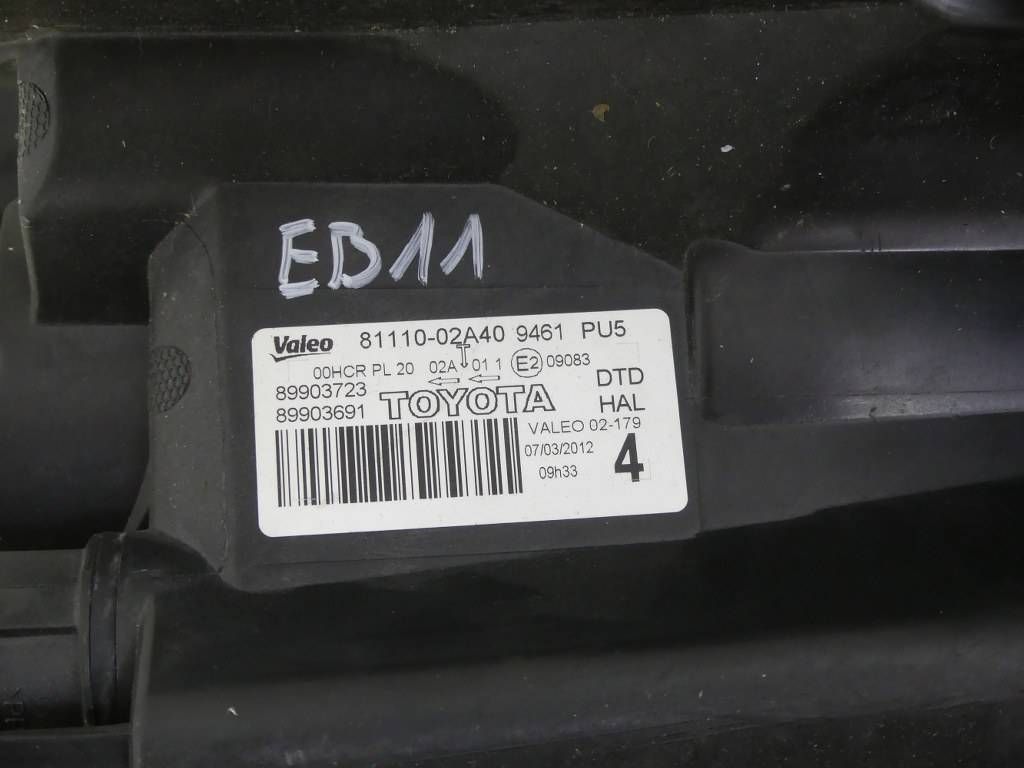 EB11
Valeo 81110-02A40 9461 PU5
00HCR PL 20 02A T 01 1 E2 09083
89903723 DTD
89903691 TOYOTA HAL
VALEO 02-179
07/03/2012 4
09h33